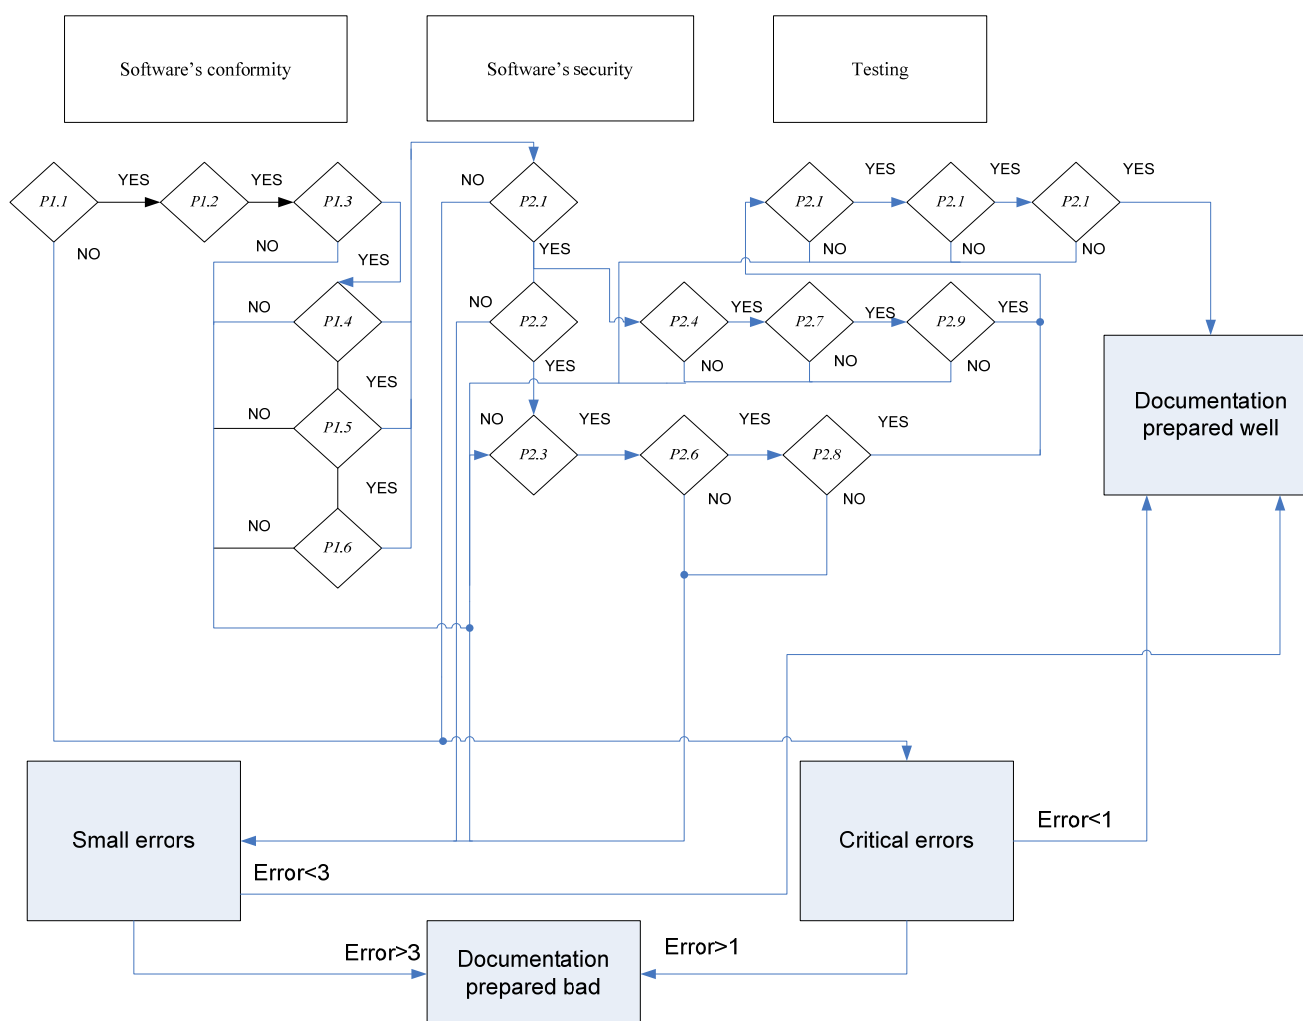 Software's conformity
Software's security
Testing
P1.1
YES
P1.2
YES
P1.3
NO
NO
YES
NO
P1.4
YES
NO
P1.5
YES
NO
P1.6
NO
P2.1
YES
NO
P2.2
YES
NO
P2.3
YES
P2.6
YES
P2.8
YES
NO
NO
P2.4
YES
P2.7
YES
P2.9
YES
NO
NO
NO
P2.1
YES
P2.1
YES
P2.1
YES
NO
NO
NO
Documentation
prepared well
Small errors
Error<3
Error>3
Critical errors
Error<1
Error>1
Documentation
prepared bad